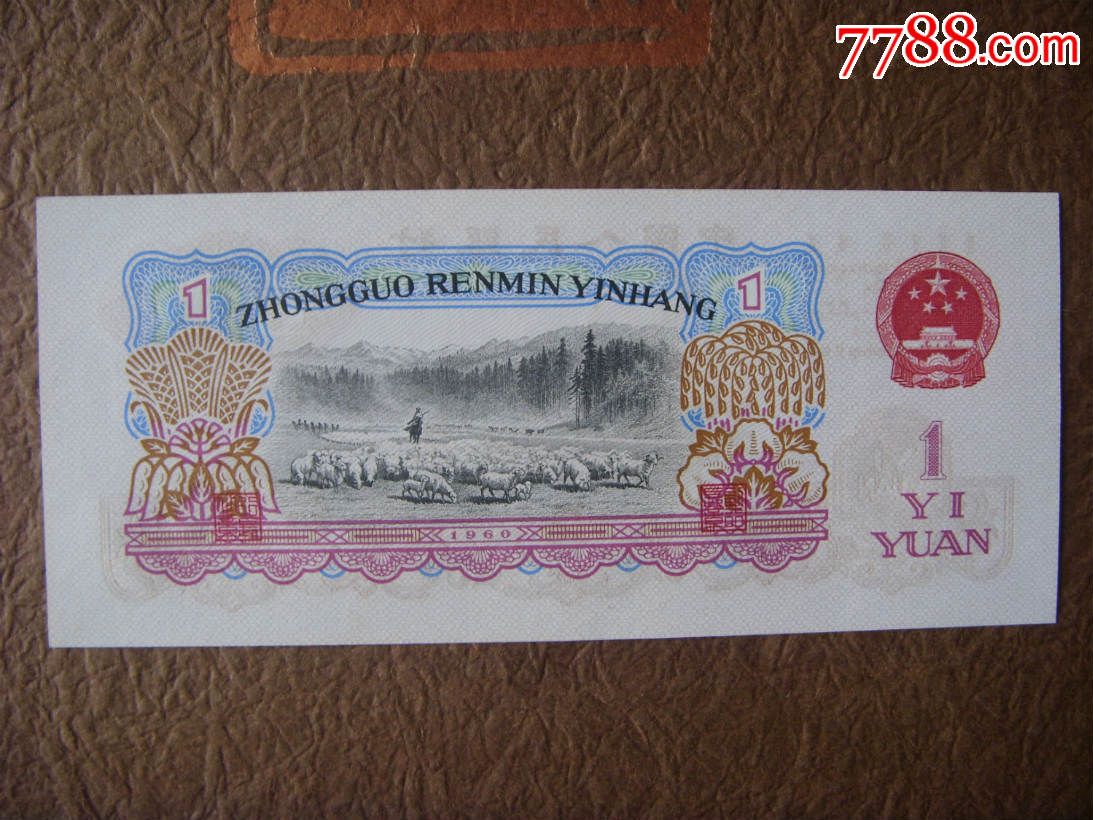 7788.com
ZHONGGUO RENMIN YINHANG
1
1
1960
1
YI
YUAN